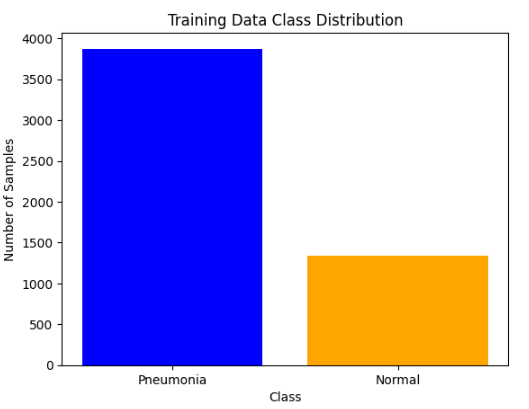 Training Data Class Distribution
Number of Samples
4000
3500
3000
2500
2000
1500
1000
500
0
Pneumonia
Normal
Class